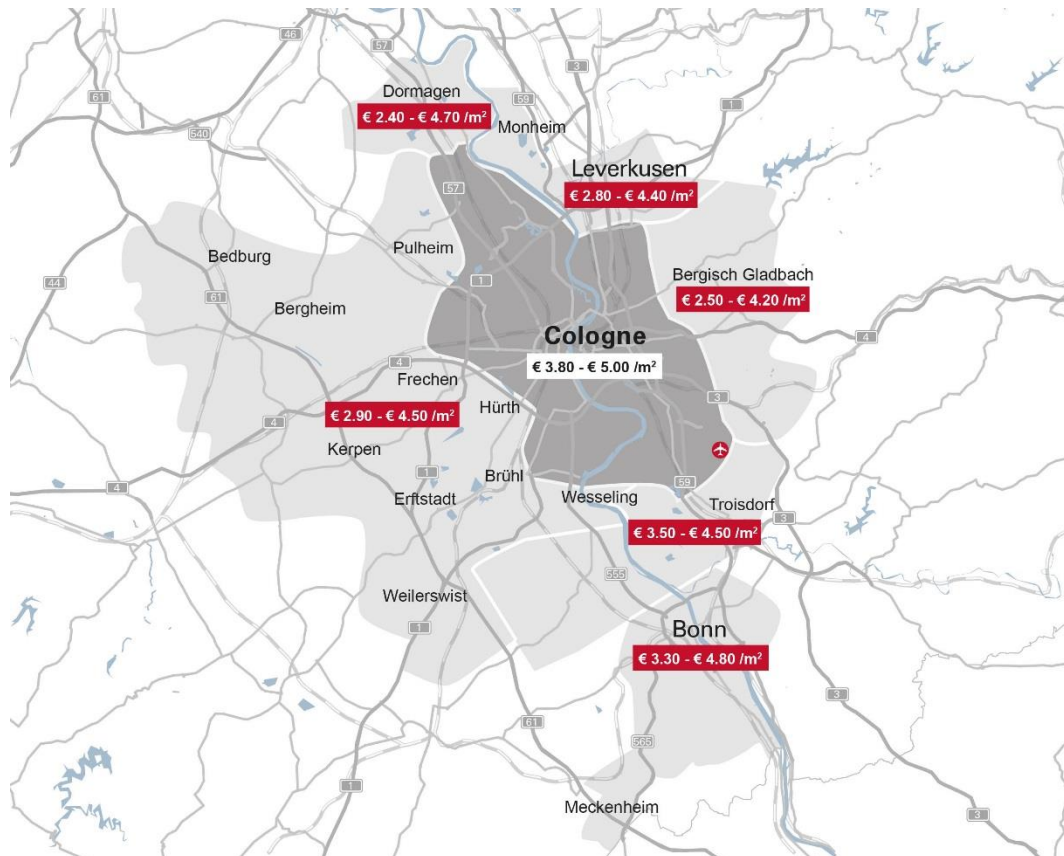 46
57
3
61
Dormagen
59
1
€ 2.40 - € 4.70 /m²
Monheim
540
Leverkusen
57
€ 2.80 - € 4.40 /m²
Pulheim
Bedburg
Bergisch Gladbach
44
1
61
€ 2.50 - € 4.20 /m²
Bergheim
Cologne
4
4
€ 3.80 - € 5.00 /m²
Frechen
3
Hürth
€ 2.90 - € 4.50 /m²
4
Kerpen
1
Brühl
59
4
Erftstadt
Wesseling
Troisdorf
3
€ 3.50 - € 4.50 /m²
555
Weilerswist
1
Bonn
€ 3.30 - € 4.80 /m²
3
61
565
1
Meckenheim
3